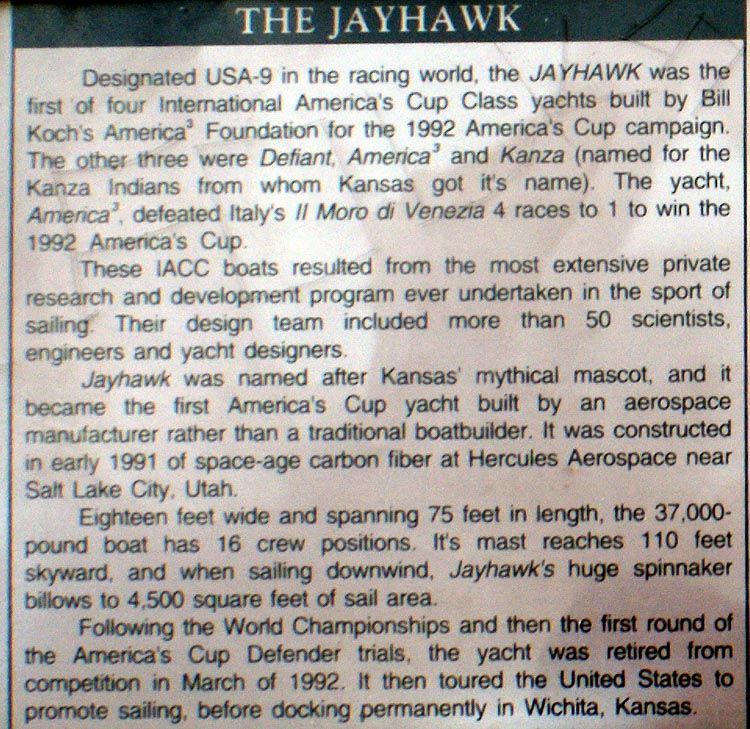 THE JAYHAWK
Designated USA-9 in the racing world, the JAYHAWK was the
first of four International America's Cup Class yachts built by Bill
Koch's America³ Foundation for the 1992 America's Cup campaign.
The other three were Defiant, America³ and Kanza (named for the
Kanza Indians from whom Kansas got it's name). The yacht,
America³, defeated Italy's Il Moro di Venezia 4 races to 1 to win the
1992 America's Cup.
These IACC boats resulted from the most extensive private
research and development program ever undertaken in the sport of
sailing. Their design team included more than 50 scientists,
engineers and yacht designers.
Jayhawk was named after Kansas' mythical mascot, and it
became the first America's Cup yacht built by an aerospace
manufacturer rather than a traditional boatbuilder. It was constructed
in early 1991 of space-age carbon fiber at Hercules Aerospace near
Salt Lake City, Utah.
Eighteen feet wide and spanning 75 feet in length, the 37,000-
pound boat has 16 crew positions. It's mast reaches 110 feet
skyward, and when sailing downwind, Jayhawk's huge spinnaker
billows to 4,500 square feet of sail area.
Following the World Championships and then the first round of
the America's Cup Defender trials, the yacht was retired from
competition in March of 1992. It then toured the United States to
promote sailing, before docking permanently in Wichita, Kansas.